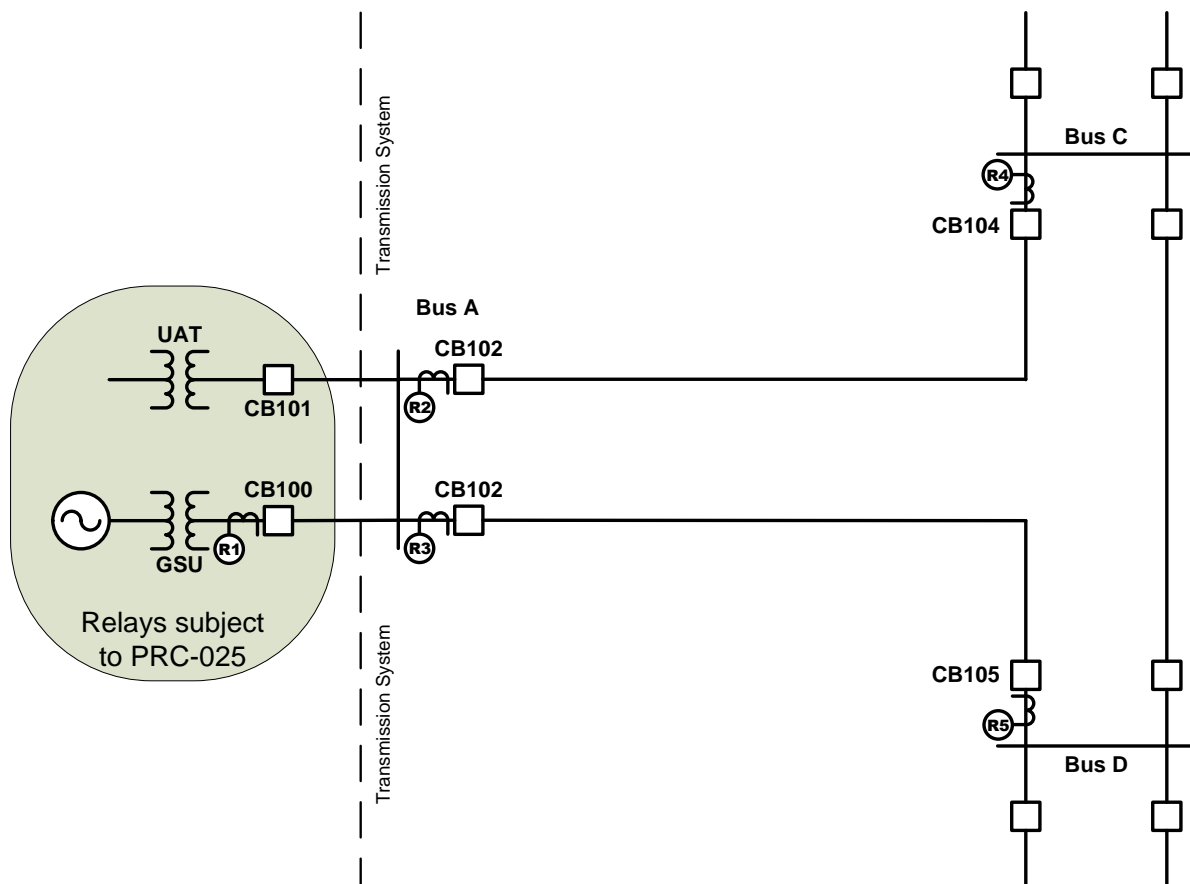 Transmission System
Bus C
R4
CB104
Bus A
UAT
CB102
CB101
R2
CB100
CB102
R1
R3
GSU
Relays subject
to PRC-025
Transmission System
CB105
R5
Bus D